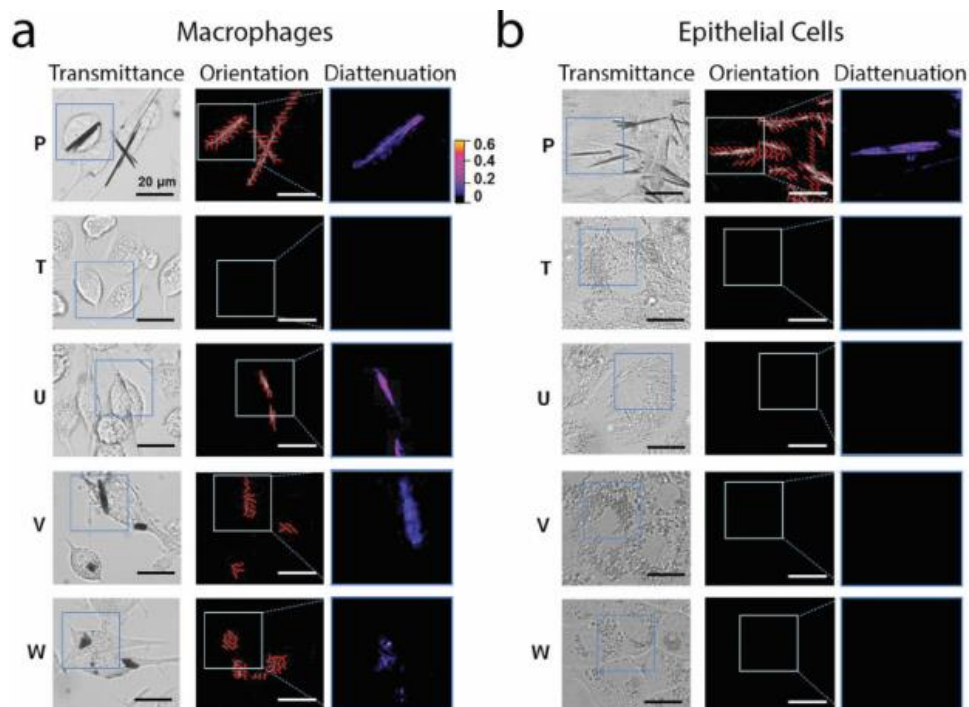 a Macrophages
Transmittance Orientation Diattenuation
P
20 μm
0.6
0.4
0.2
0
T
U
V
W
b Epithelial Cells
Transmittance Orientation Diattenuation
P
T
U
V
W